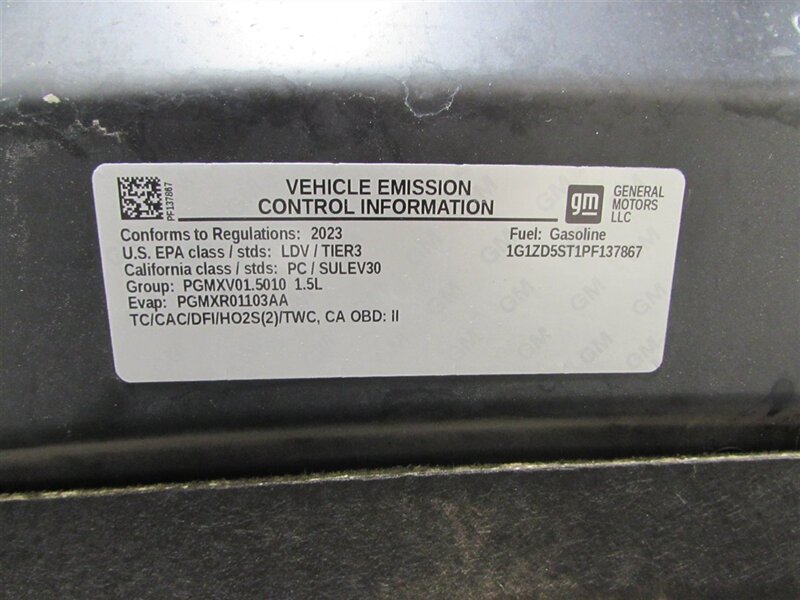 PF137867
VEHICLE EMISSION
CONTROL INFORMATION
gm
GENERAL
MOTORS
LLC
Conforms to Regulations: 2023
Fuel: Gasoline
U.S. EPA class / stds: LDV / TIER3
1G1ZD5ST1PF137867
California class / stds: PC / SULEV30
Group: PGMXV01.5010 1.5L
Evap: PGMXR01103AA
TC/CAC/DFI/HO2S(2)/TWC, CA OBD: II